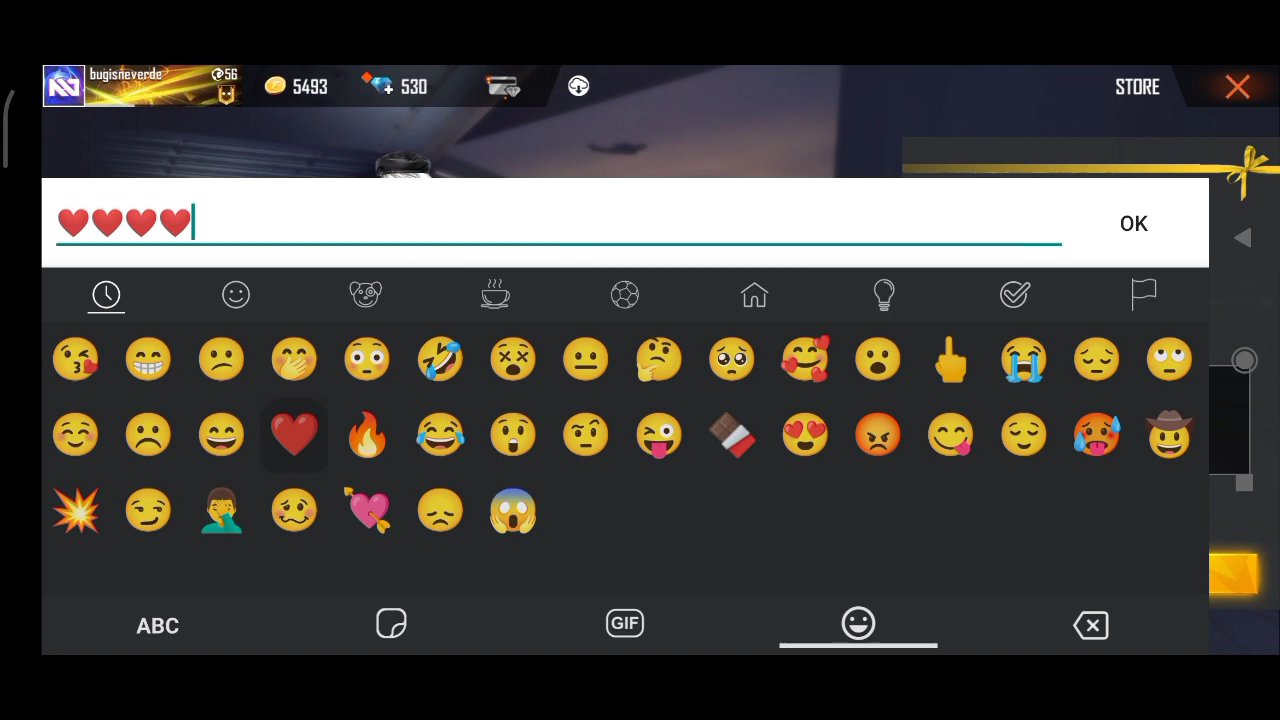 bugisneverde 56 5493 530 STORE
❤️❤️❤️❤️ OK
ABC GIF